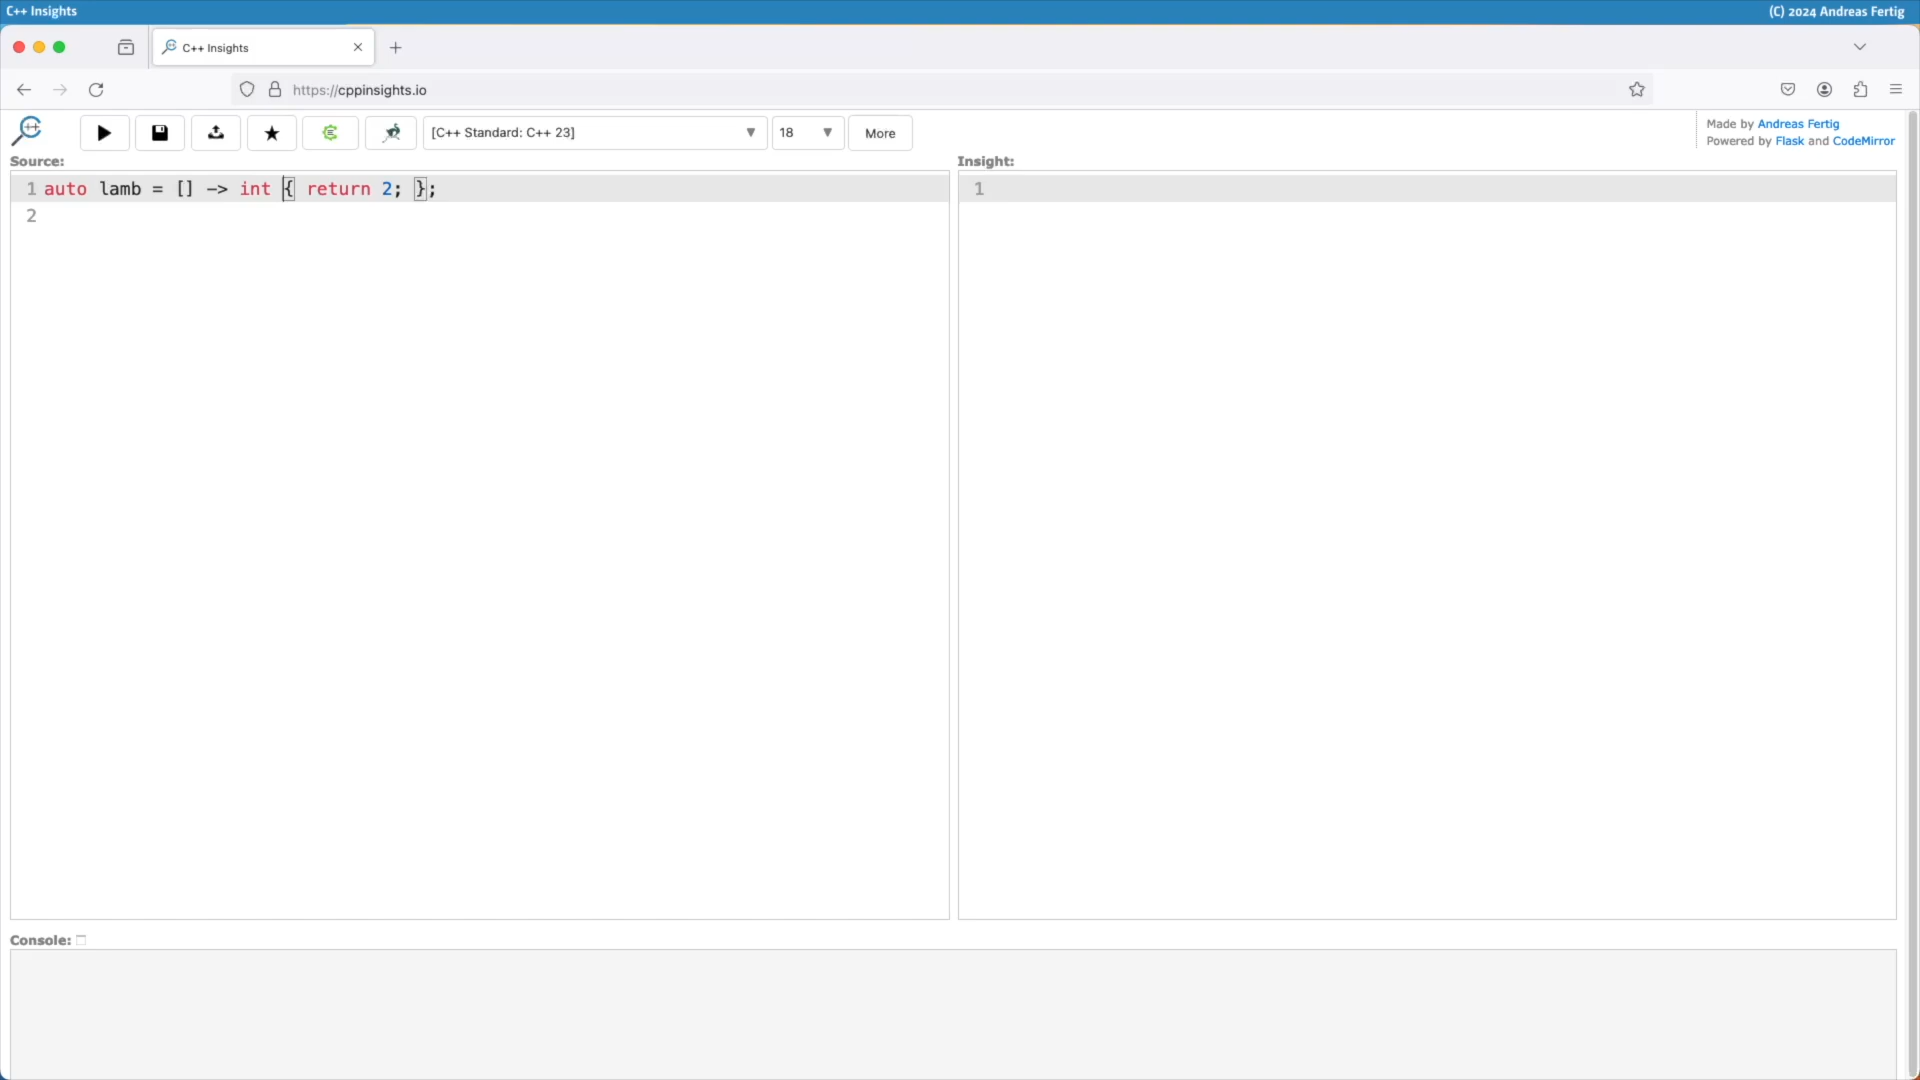 C++ Insights
(C) 2024 Andreas Fertig
C++ Insights
https://cppinsights.io
[C++ Standard: C++ 23]
18
More
Made by Andreas Fertig
Powered by Flask and CodeMirror
Source:
Insight:
1 auto lamb = [] -> int { return 2; };
2
1
Console: